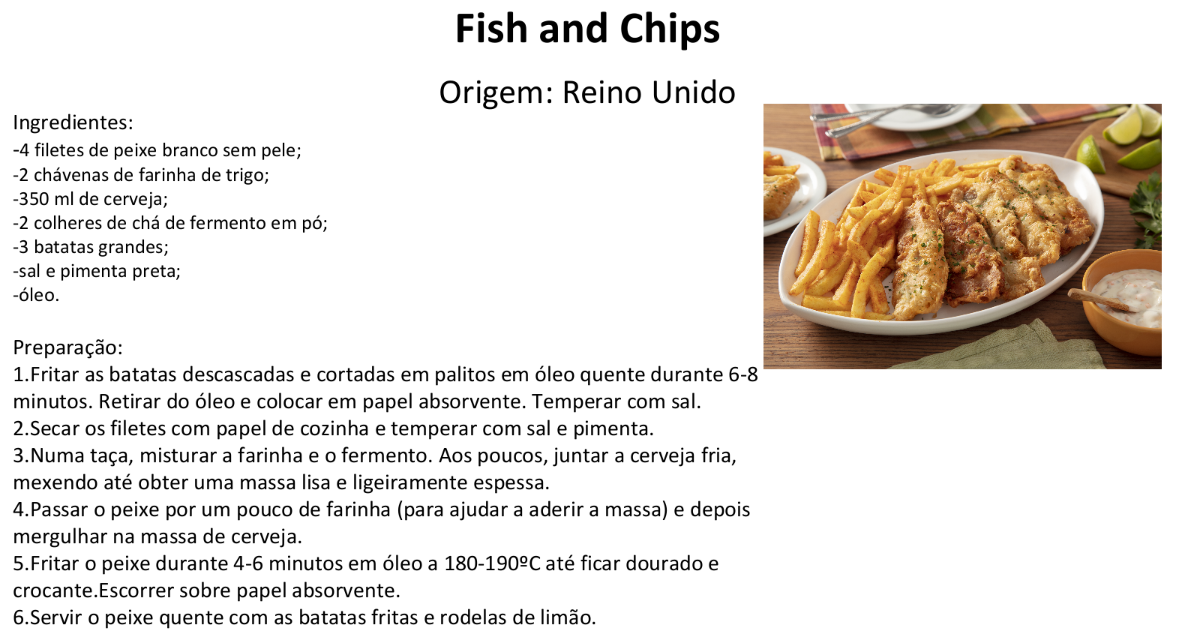 Fish and Chips
Origem: Reino Unido
Ingredientes:
-4 filetes de peixe branco sem pele;
-2 chávenas de farinha de trigo;
-350 ml de cerveja;
-2 colheres de chá de fermento em pó;
-3 batatas grandes;
-sal e pimenta preta;
-óleo.
Preparação:
1.Fritar as batatas descascadas e cortadas em palitos em óleo quente durante 6-8
minutos. Retirar do óleo e colocar em papel absorvente. Temperar com sal.
2.Secar os filetes com papel de cozinha e temperar com sal e pimenta.
3.Numa taça, misturar a farinha e o fermento. Aos poucos, juntar a cerveja fria,
mexendo até obter uma massa lisa e ligeiramente espessa.
4.Passar o peixe por um pouco de farinha (para ajudar a aderir a massa) e depois
mergulhar na massa de cerveja.
5.Fritar o peixe durante 4-6 minutos em óleo a 180-190ºC até ficar dourado e
crocante.Escorrer sobre papel absorvente.
6.Servir o peixe quente com as batatas fritas e rodelas de limão.